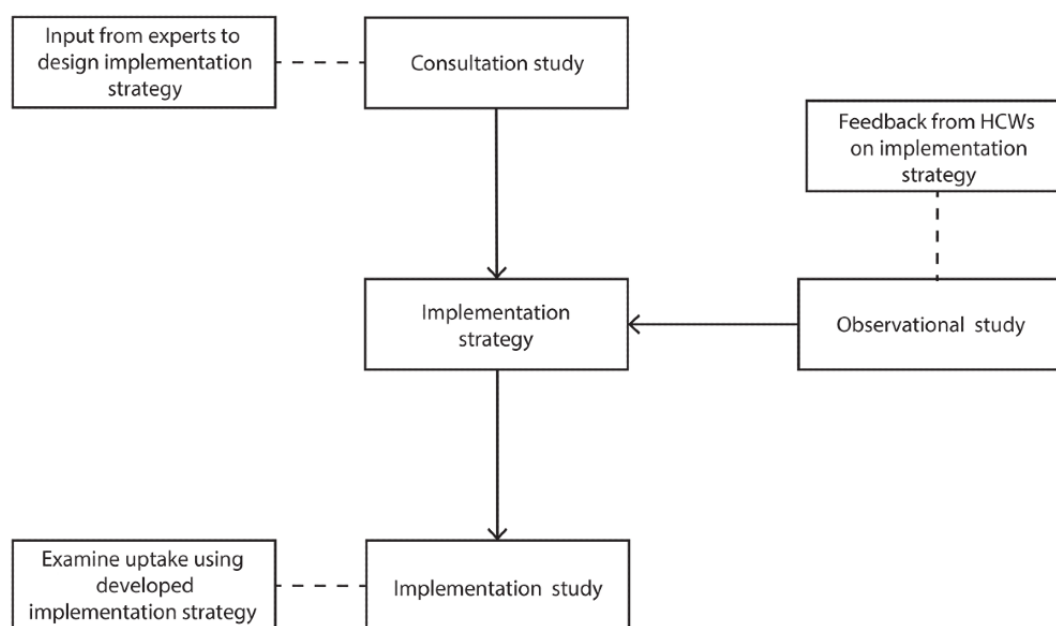 Input from experts to
design implementation
strategy
Consultation study
Feedback from HCWs
on implementation
strategy
Implementation
strategy
Observational study
Examine uptake using
developed
implementation strategy
Implementation study